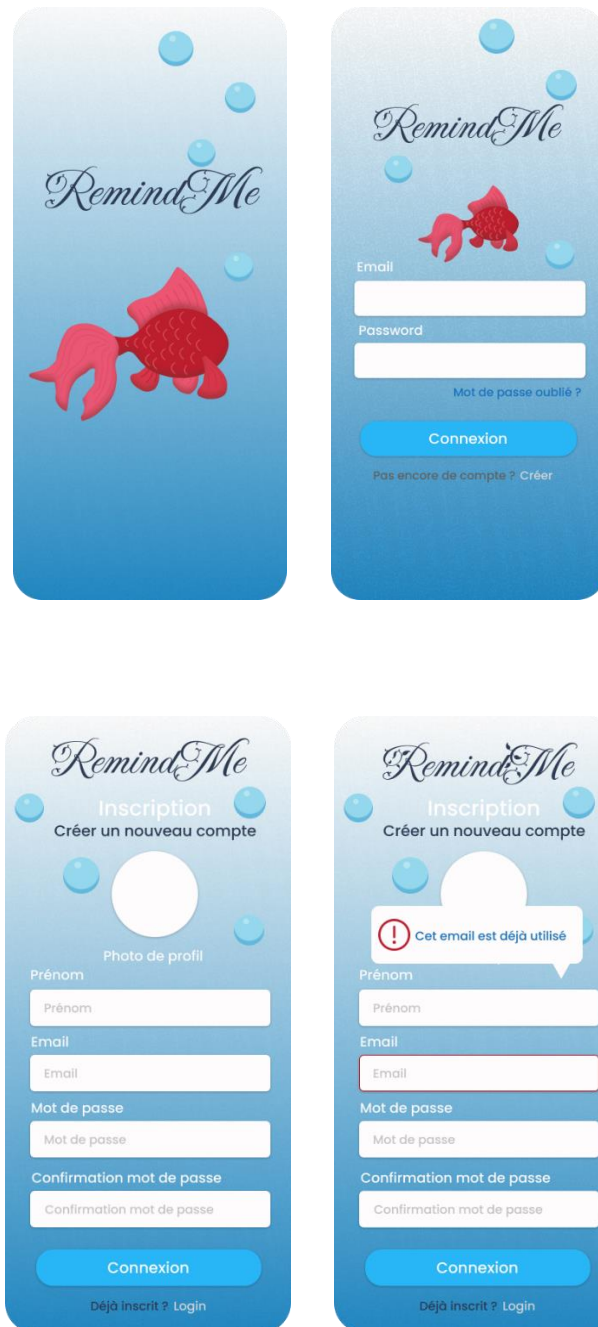 RemindMe
RemindMe
Email
Password
Mot de passe oublié ?
Connexion
Pas encore de compte ? Créer
RemindMe
Inscription
Créer un nouveau compte
Photo de profil
Prénom
Prénom
Email
Email
Mot de passe
Mot de passe
Confirmation mot de passe
Confirmation mot de passe
Connexion
Déjà inscrit ? Login
RemindMe
Inscription
Créer un nouveau compte
! Cet email est déjà utilisé
Prénom
Prénom
Email
Email
Mot de passe
Mot de passe
Confirmation mot de passe
Confirmation mot de passe
Connexion
Déjà inscrit ? Login